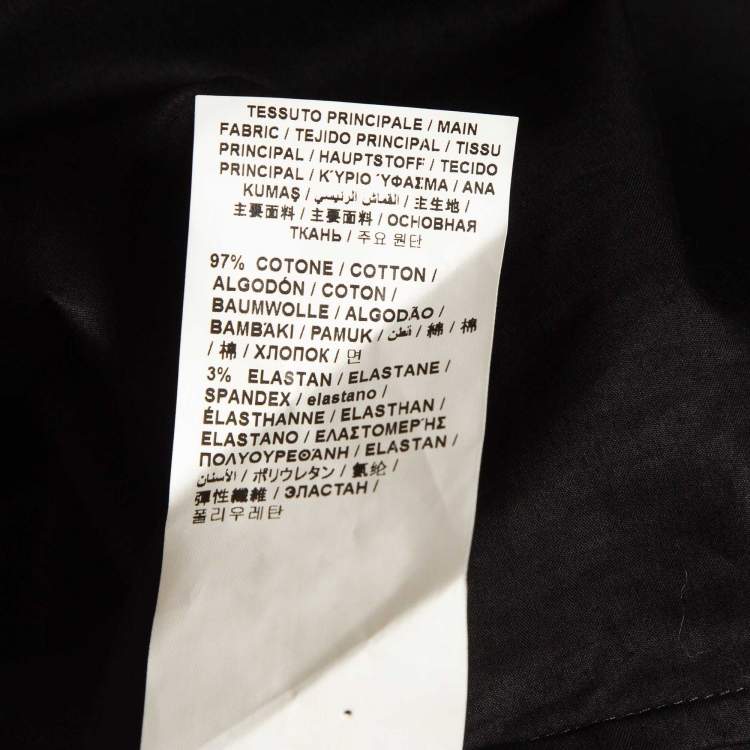 TESSUTO PRINCIPALE / MAIN
FABRIC / TEJIDO PRINCIPAL / TISSU
PRINCIPAL / HAUPTSTOFF / TECIDO
PRINCIPAL / ΚΎΡΙΟ ΎΦΑΣΜΑ / ANA
KUMAŞ / القماش الرئيسي / 主生地 /
主要面料 / 主要面料 / ОСНОВНАЯ
ТКАНЬ / 주요 원단
97% COTONE / COTTON /
ALGODÓN / COTON /
BAUMWOLLE / ALGODÃO /
ΒΑΜΒΆΚΙ / PAMUK / قطن / 綿 / 棉
/ 棉 / ХЛОПОК / 면
3% ELASTAN / ELASTANE /
SPANDEX / elastano /
ÉLASTHANNE / ELASTHAN /
ELASTANO / ΕΛΑΣΤΟΜΕΡΉΣ
ΠΟΛΥΟΥΡΕΘΆΝΗ / ELASTAN /
الأسنان / ポリウレタン / 氨纶 /
彈性纖維 / ЭЛАСТАН /
폴리우레탄